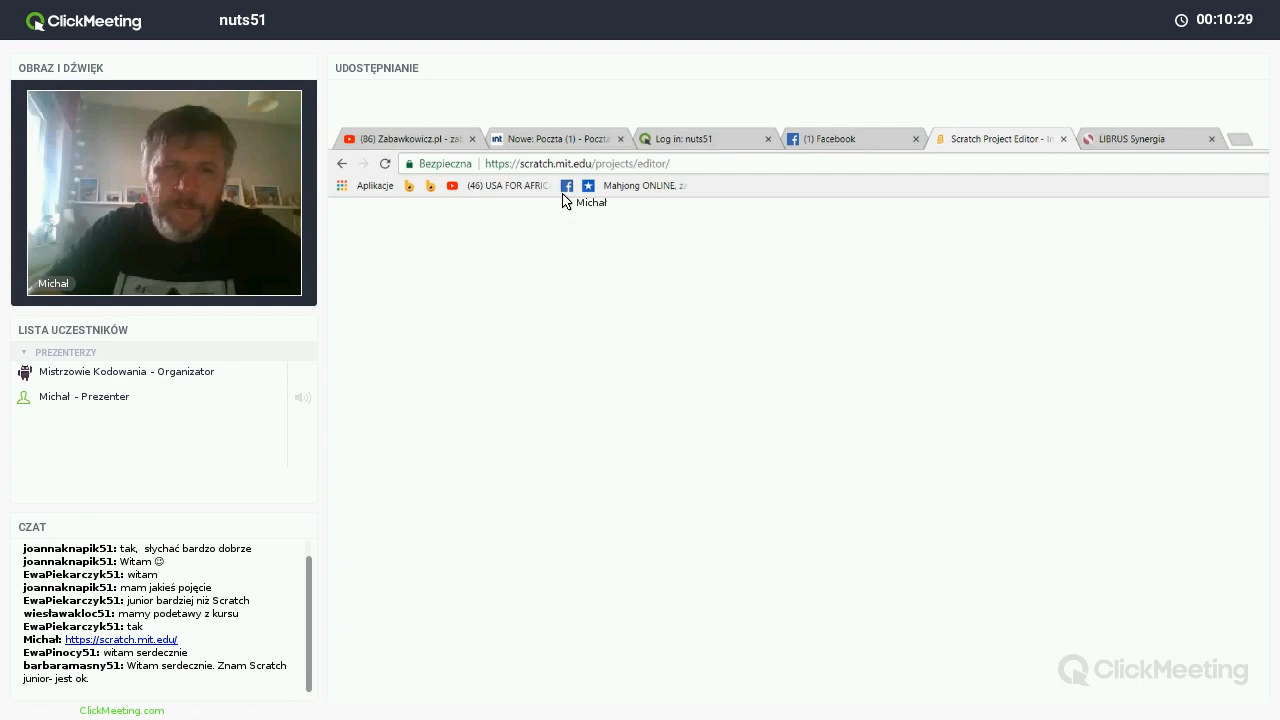 ClickMeeting
nuts51
00:10:29
OBRAZ I DŹWIĘK
Michał
LISTA UCZESTNIKÓW
PREZENTERZY
Mistrzowie Kodowania - Organizator
Michał - Prezenter
CZAT
joannaknapik51: tak, słychać bardzo dobrze
joannaknapik51: Witam ☺
EwaPiekarczyk51: witam
joannaknapik51: mam jakieś pojęcie
EwaPiekarczyk51: junior bardziej niż Scratch
wiesławakloc51: mamy podetawy z kursu
EwaPiekarczyk51: tak
Michał: https://scratch.mit.edu/
EwaPinocy51: witam serdecznie
barbaramasny51: Witam serdecznie. Znam Scratch
junior- jest ok.
ClickMeeting.com
UDOSTĘPNIANIE
(86) Zabawkowicz.pl - za
int Nowe: Poczta (1) - Poczt
Log in: nuts51
(1) Facebook
Scratch Project Editor - I
LIBRUS Synergia
Bezpieczna
https://scratch.mit.edu/projects/editor/
Aplikacje
(46) USA FOR AFRIC
Mahjong ONLINE, z
Michał
ClickMeeting